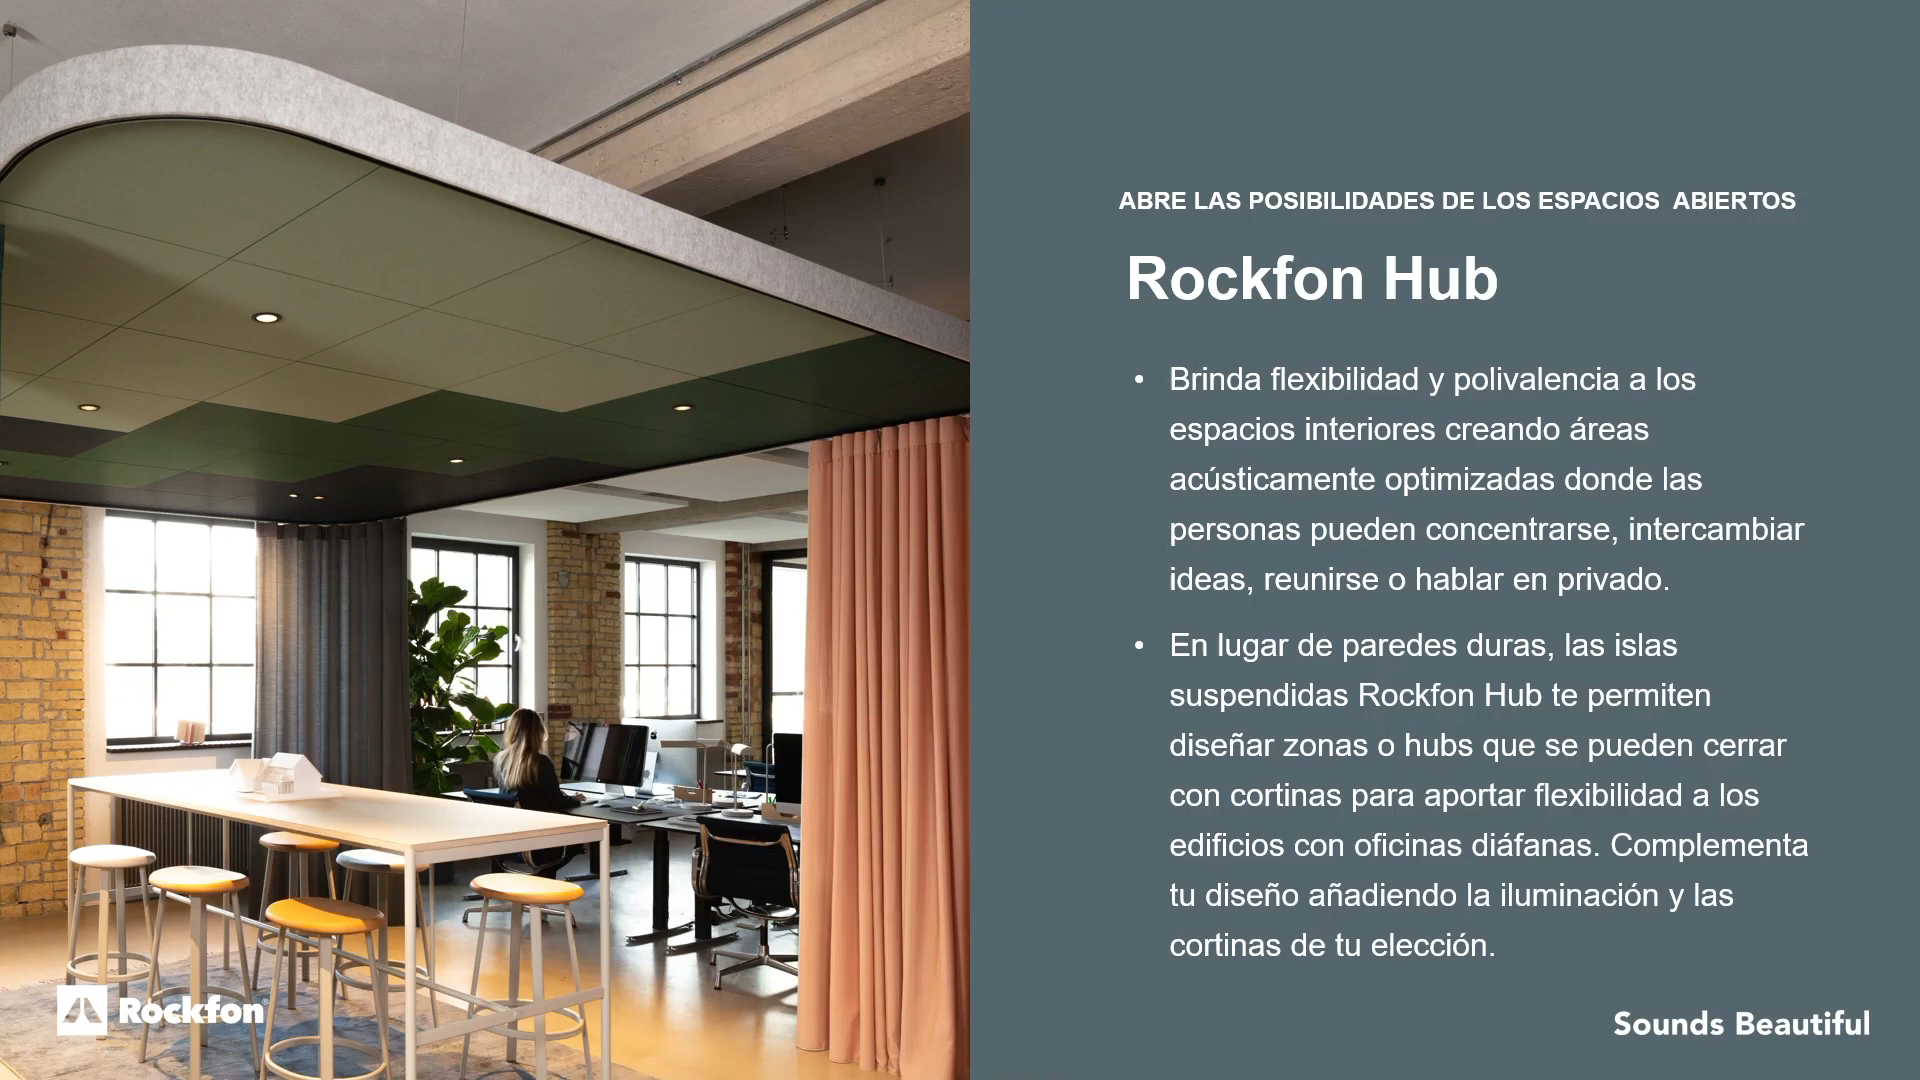 ABRE LAS POSIBILIDADES DE LOS ESPACIOS  ABIERTOS
Rockfon Hub
• Brinda flexibilidad y polivalencia a los
espacios interiores creando áreas
acústicamente optimizadas donde las
personas pueden concentrarse, intercambiar
ideas, reunirse o hablar en privado.
• En lugar de paredes duras, las islas
suspendidas Rockfon Hub te permiten
diseñar zonas o hubs que se pueden cerrar
con cortinas para aportar flexibilidad a los
edificios con oficinas diáfanas. Complementa
tu diseño añadiendo la iluminación y las
cortinas de tu elección.
Rockfon®
Sounds Beautiful